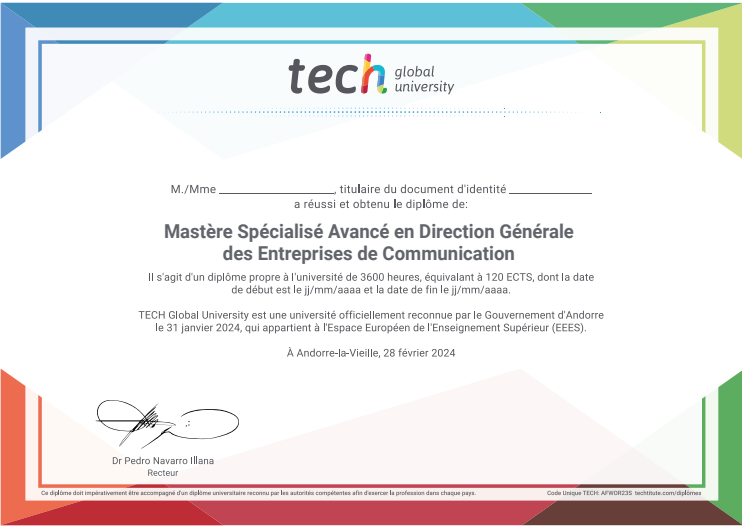 tech global university
M./Mme ____________________, titulaire du document d'identité ______________
a réussi et obtenu le diplôme de:
Mastère Spécialisé Avancé en Direction Générale
des Entreprises de Communication
Il s'agit d'un diplôme propre à l'université de 3600 heures, équivalant à 120 ECTS, dont la date
de début est le jj/mm/aaaa et la date de fin le jj/mm/aaaa.
TECH Global University est une université officiellement reconnue par le Gouvernement d'Andorre
le 31 janvier 2024, qui appartient à l'Espace Européen de l'Enseignement Supérieur (EEES).
À Andorre-la-Vieille, 28 février 2024
Dr Pedro Navarro Illana
Recteur
Ce diplôme doit impérativement être accompagné d'un diplôme universitaire reconnu par les autorités compétentes afin d'exercer la profession dans chaque pays.
Code Unique TECH: AFWOR23S techtitute.com/diplômes